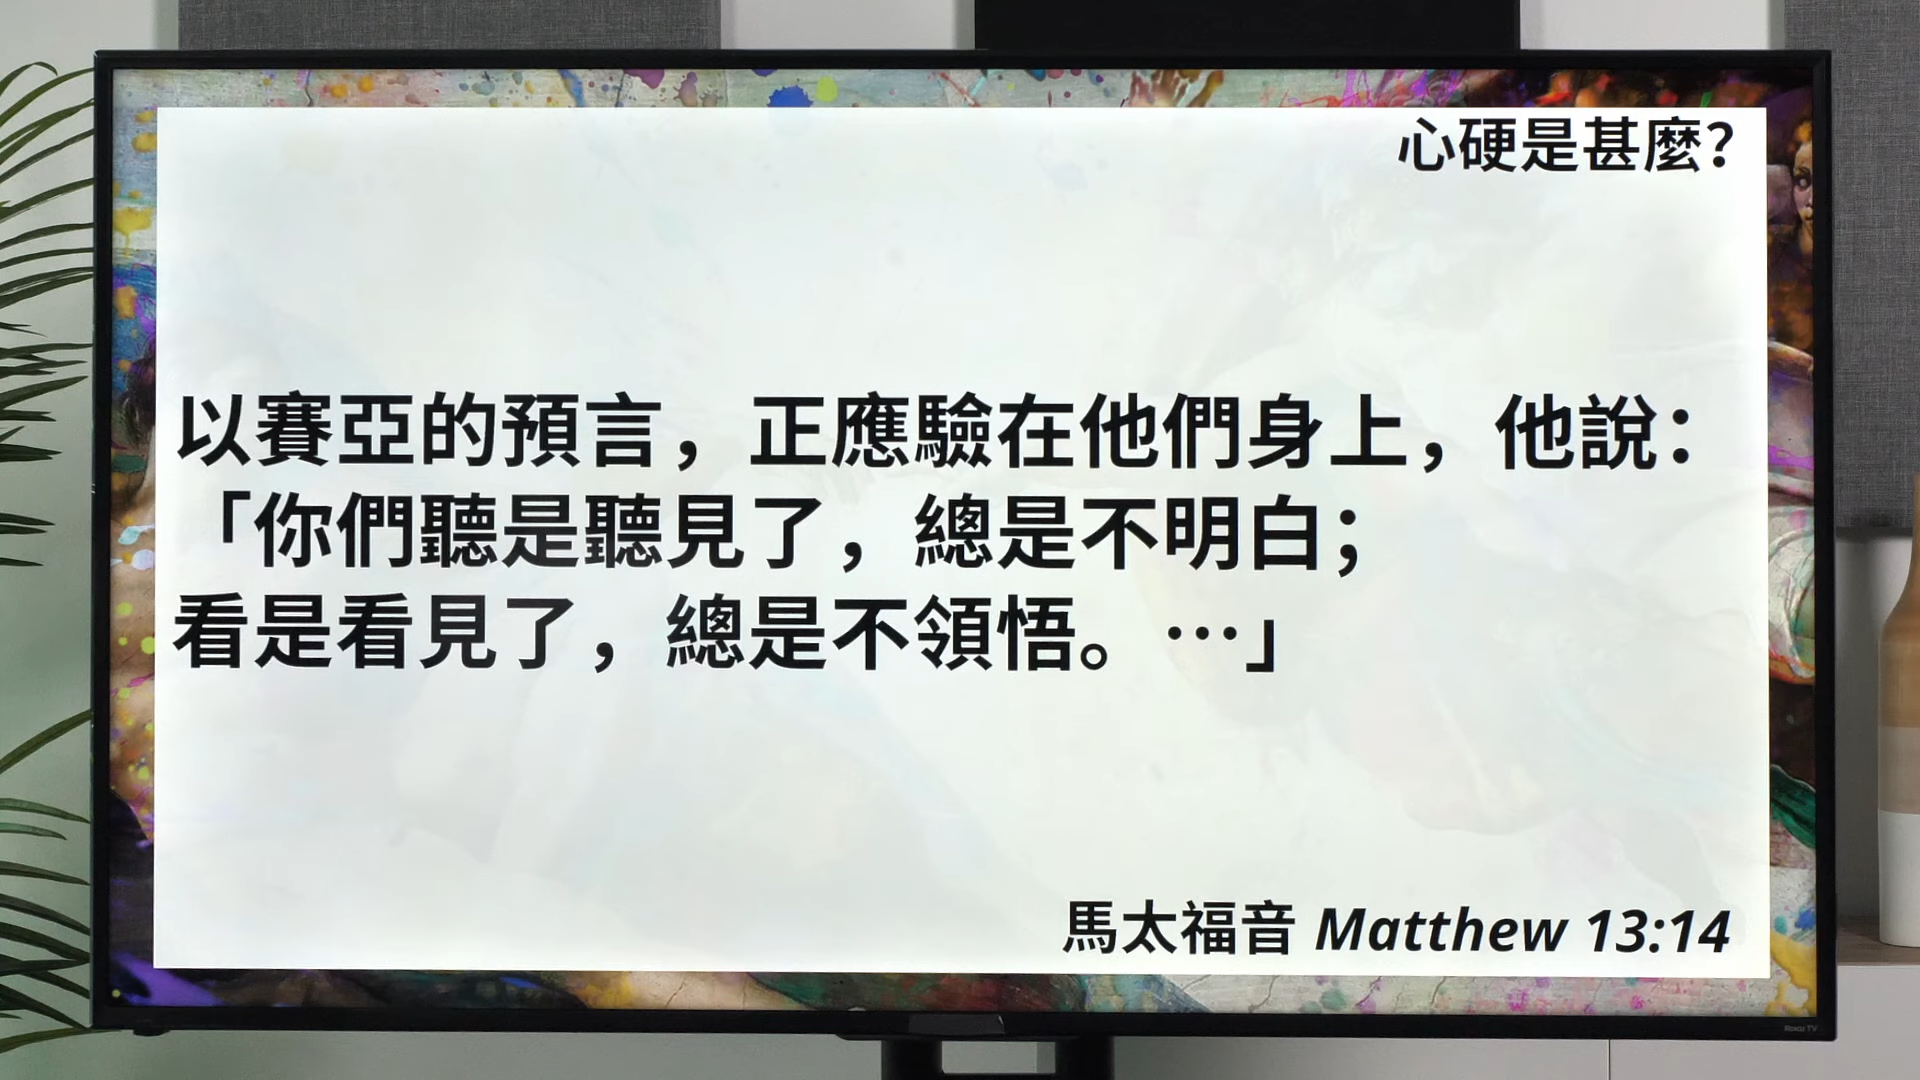 心硬是甚麼？
以賽亞的預言，正應驗在他們身上，他說：
「你們聽是聽見了，總是不明白；
看是看見了，總是不領悟。…」
馬太福音 Matthew 13:14
Roku TV